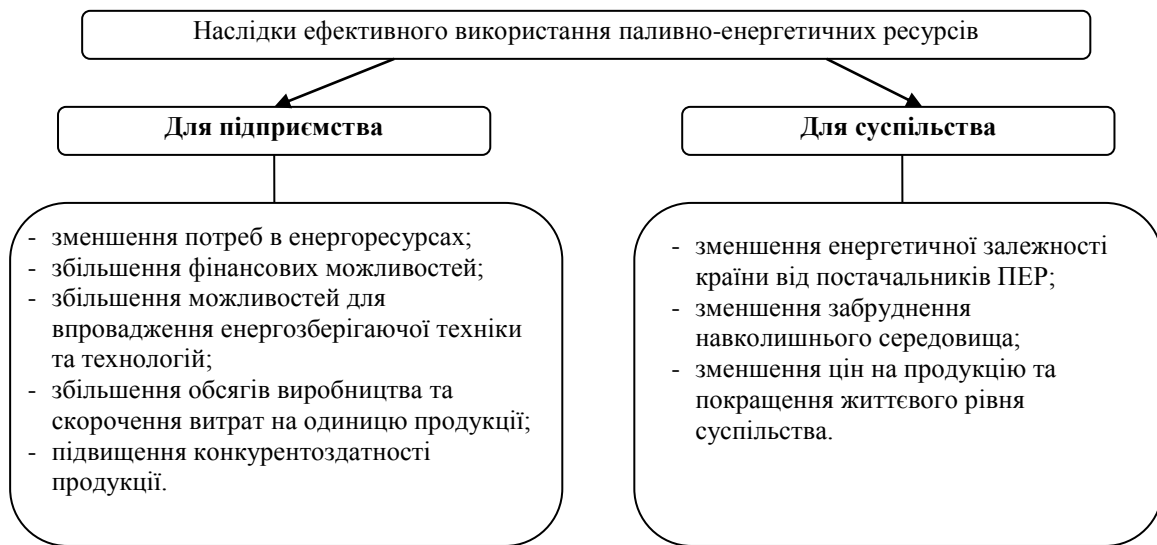 Наслідки ефективного використання паливно-енергетичних ресурсів
Для підприємства
- зменшення потреб в енергоресурсах;
- збільшення фінансових можливостей;
- збільшення можливостей для
впровадження енергозберігаючої техніки
та технологій;
- збільшення обсягів виробництва та
скорочення витрат на одиницю продукції;
- підвищення конкурентоздатності
продукції.
Для суспільства
- зменшення енергетичної залежності
країни від постачальників ПЕР;
- зменшення забруднення
навколишнього середовища;
- зменшення цін на продукцію та
покращення життєвого рівня
суспільства.